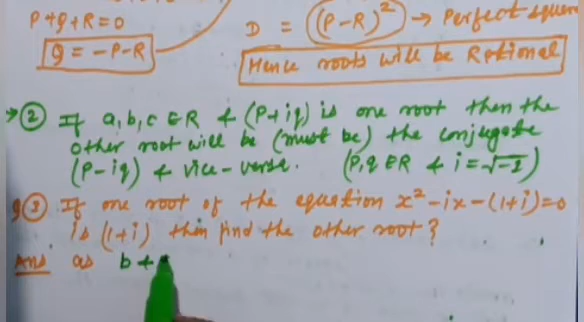 P+q+R=0
Q = -P-R
D = (P-R)² → Perfect square
Hence roots will be Rational
→ ② If a,b,c ∈R & (P+iq) is one root then the
other root will be (must be) the conjugate
(P-iq) & vice-versa. (P,q ∈R & i=√-1)
Q① If one root of the equation x²-ix-(1+i)=0
is (1+i) then find the other root?
Ans as b+